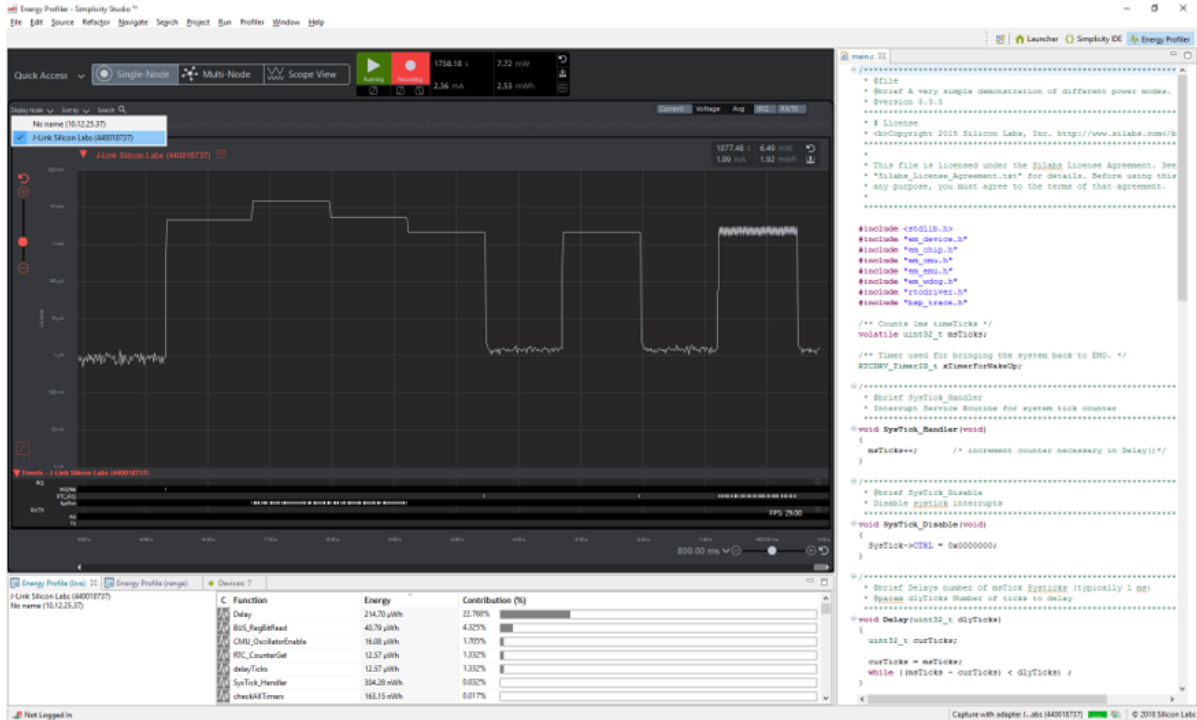 Energy Profiler - Simplicity Studio ™
File Edit Source Refactor Navigate Search Project Run Profiler Window Help
Launcher Simplicity IDE Energy Profiler
Quick Access Single-Node Multi-Node Scope View
Running Recording
1758.18 s 7.72 mW
2.36 mA 2.53 mWh
Display Node Sort by Search
Current Voltage Avg IRQ RX/TX
No name (10.12.25.37)
J-Link Silicon Labs (440018737)
J-Link Silicon Labs (440018737)
1077.48 s 6.49 mW
1.99 mA 1.92 mWh
Current
Events - J-Link Silicon Labs (440018737)
IRQ
RTC_IRQ
SysTick
RX/TX
RX
TX
FPS: 29.00
800.00 ms
Energy Profile (live) Energy Profile (range) Devices: 7
J-Link Silicon Labs (440018737)
No name (10.12.25.37)
C Function Energy Contribution (%)
Delay 214.70 µWh 22.768%
BUS_RegBitRead 40.79 µWh 4.325%
CMU_OscillatorEnable 16.08 µWh 1.705%
RTC_CounterGet 12.57 µWh 1.332%
delayTicks 12.57 µWh 1.332%
SysTick_Handler 304.28 nWh 0.032%
checkAllTimers 163.15 nWh 0.017%
main.c
/****
* @file
* @brief A very simple demonstration of different power modes.
* @version 5.3.5
****
* # License
* <b>Copyright 2015 Silicon Labs, Inc. http://www.silabs.com</b
****
*
* This file is licensed under the Silabs License Agreement. See
* "Silabs_License_Agreement.txt" for details. Before using this
* any purpose, you must agree to the terms of that agreement.
*
****
#include <stdlib.h>
#include "em_device.h"
#include "em_chip.h"
#include "em_cmu.h"
#include "em_emu.h"
#include "em_wdog.h"
#include "rtcdriver.h"
#include "bsp_trace.h"
/** Counts 1ms timeTicks */
volatile uint32_t msTicks;
/** Timer used for bringing the system back to EM0. */
RTCDRV_TimerID_t xTimerForWakeUp;
/****
* @brief SysTick_Handler
* Interrupt Service Routine for system tick counter
****
void SysTick_Handler(void)
{
msTicks++; /* increment counter necessary in Delay()*/
}
/****
* @brief SysTick_Disable
* Disable systick interrupts
****
void SysTick_Disable(void)
{
SysTick->CTRL = 0x0000000;
}
/****
* @brief Delays number of msTick Systicks (typically 1 ms)
* @param dlyTicks Number of ticks to delay
****
void Delay(uint32_t dlyTicks)
{
uint32_t curTicks;
curTicks = msTicks;
while ((msTicks - curTicks) < dlyTicks) ;
}
Not Logged In
Capture with adapter J...abs (440018737) © 2018 Silicon Labs